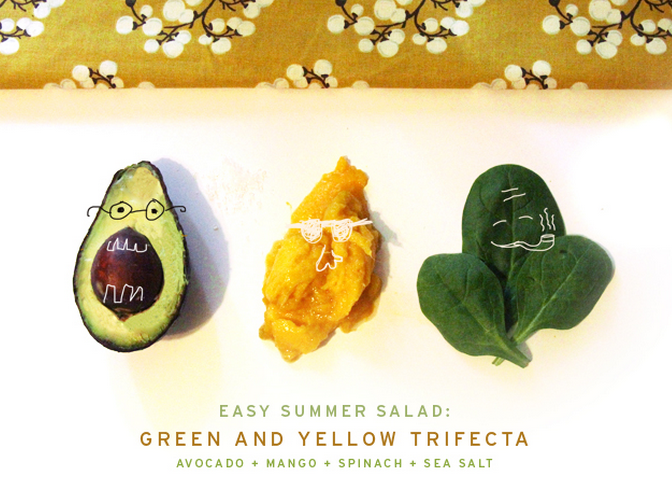 EASY SUMMER SALAD:
GREEN AND YELLOW TRIFECTA
AVOCADO + MANGO + SPINACH + SEA SALT